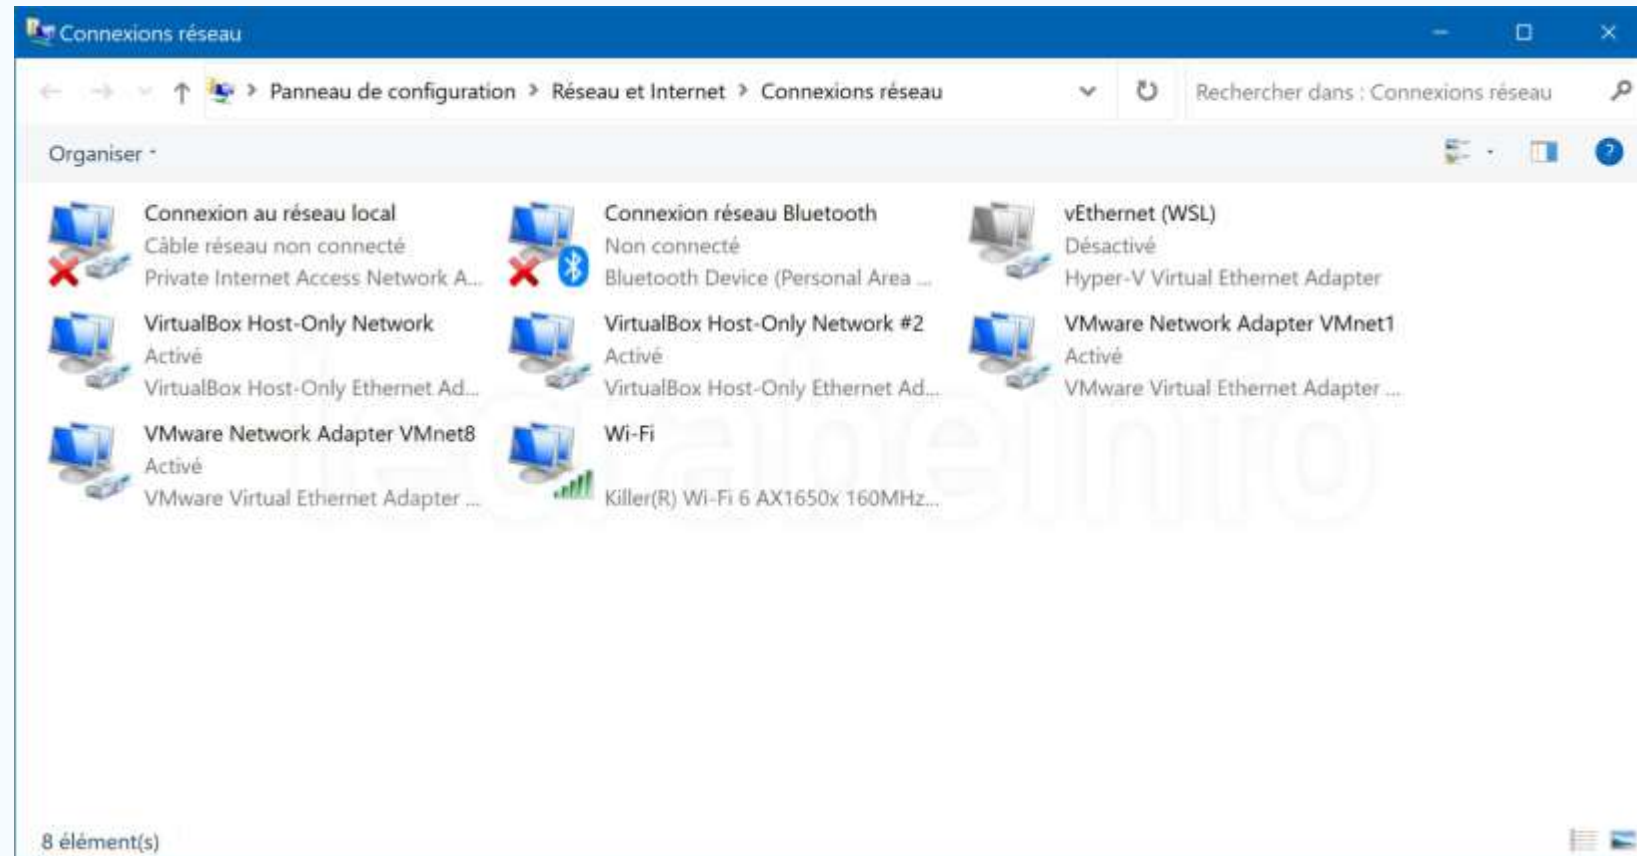 Connexions réseau
Panneau de configuration > Réseau et Internet > Connexions réseau
Rechercher dans : Connexions réseau
Organiser
?
Connexion au réseau local
Câble réseau non connecté
Private Internet Access Network A...
Connexion réseau Bluetooth
Non connecté
Bluetooth Device (Personal Area ...
vEthernet (WSL)
Désactivé
Hyper-V Virtual Ethernet Adapter
VirtualBox Host-Only Network
Activé
VirtualBox Host-Only Ethernet Ad...
VirtualBox Host-Only Network #2
Activé
VirtualBox Host-Only Ethernet Ad...
VMware Network Adapter VMnet1
Activé
VMware Virtual Ethernet Adapter ...
VMware Network Adapter VMnet8
Activé
VMware Virtual Ethernet Adapter ...
Wi-Fi
Killer(R) Wi-Fi 6 AX1650x 160MHz...
8 élément(s)